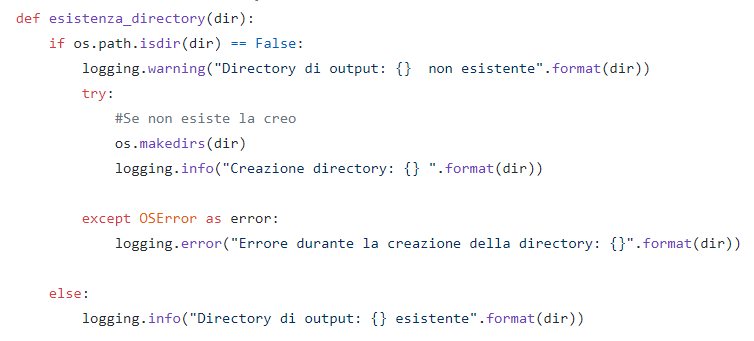 def esistenza_directory(dir):
    if os.path.isdir(dir) == False:
        logging.warning("Directory di output: {}  non esistente".format(dir))
        try:
            #Se non esiste la creo
            os.makedirs(dir)
            logging.info("Creazione directory: {} ".format(dir))

        except OSError as error:
            logging.error("Errore durante la creazione della directory: {}".format(dir))

    else:
        logging.info("Directory di output: {} esistente".format(dir))